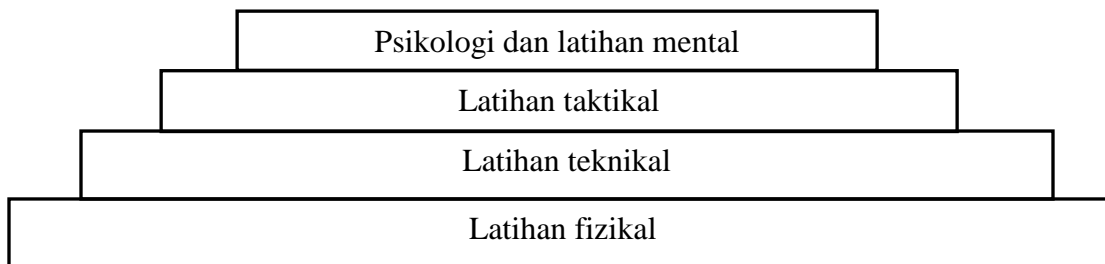 Psikologi dan latihan mental
Latihan taktikal
Latihan teknikal
Latihan fizikal